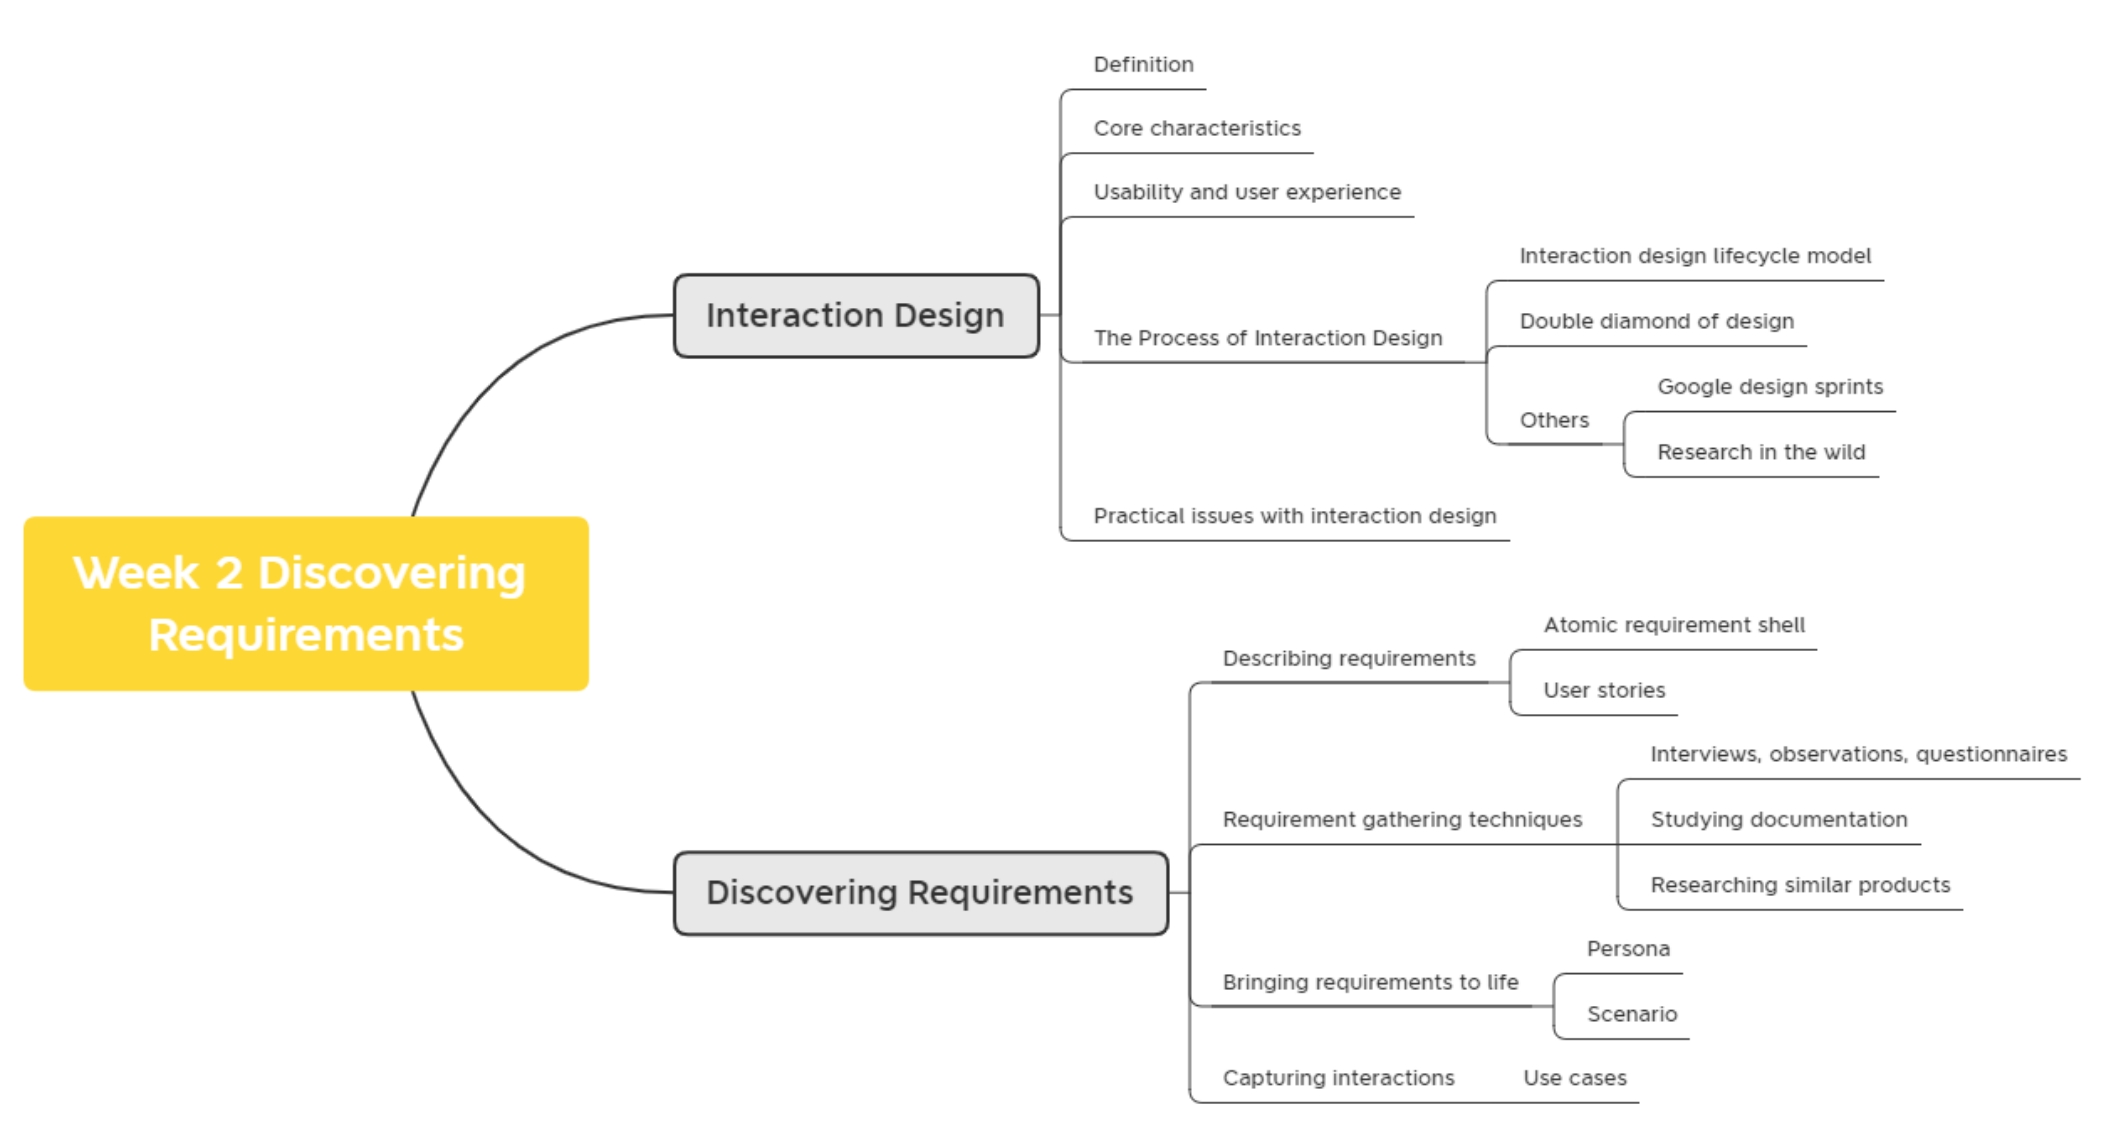 Week 2 Discovering
Requirements
Interaction Design
Definition
Core characteristics
Usability and user experience
The Process of Interaction Design
Interaction design lifecycle model
Double diamond of design
Others
Google design sprints
Research in the wild
Practical issues with interaction design
Discovering Requirements
Describing requirements
Atomic requirement shell
User stories
Requirement gathering techniques
Interviews, observations, questionnaires
Studying documentation
Researching similar products
Bringing requirements to life
Persona
Scenario
Capturing interactions
Use cases